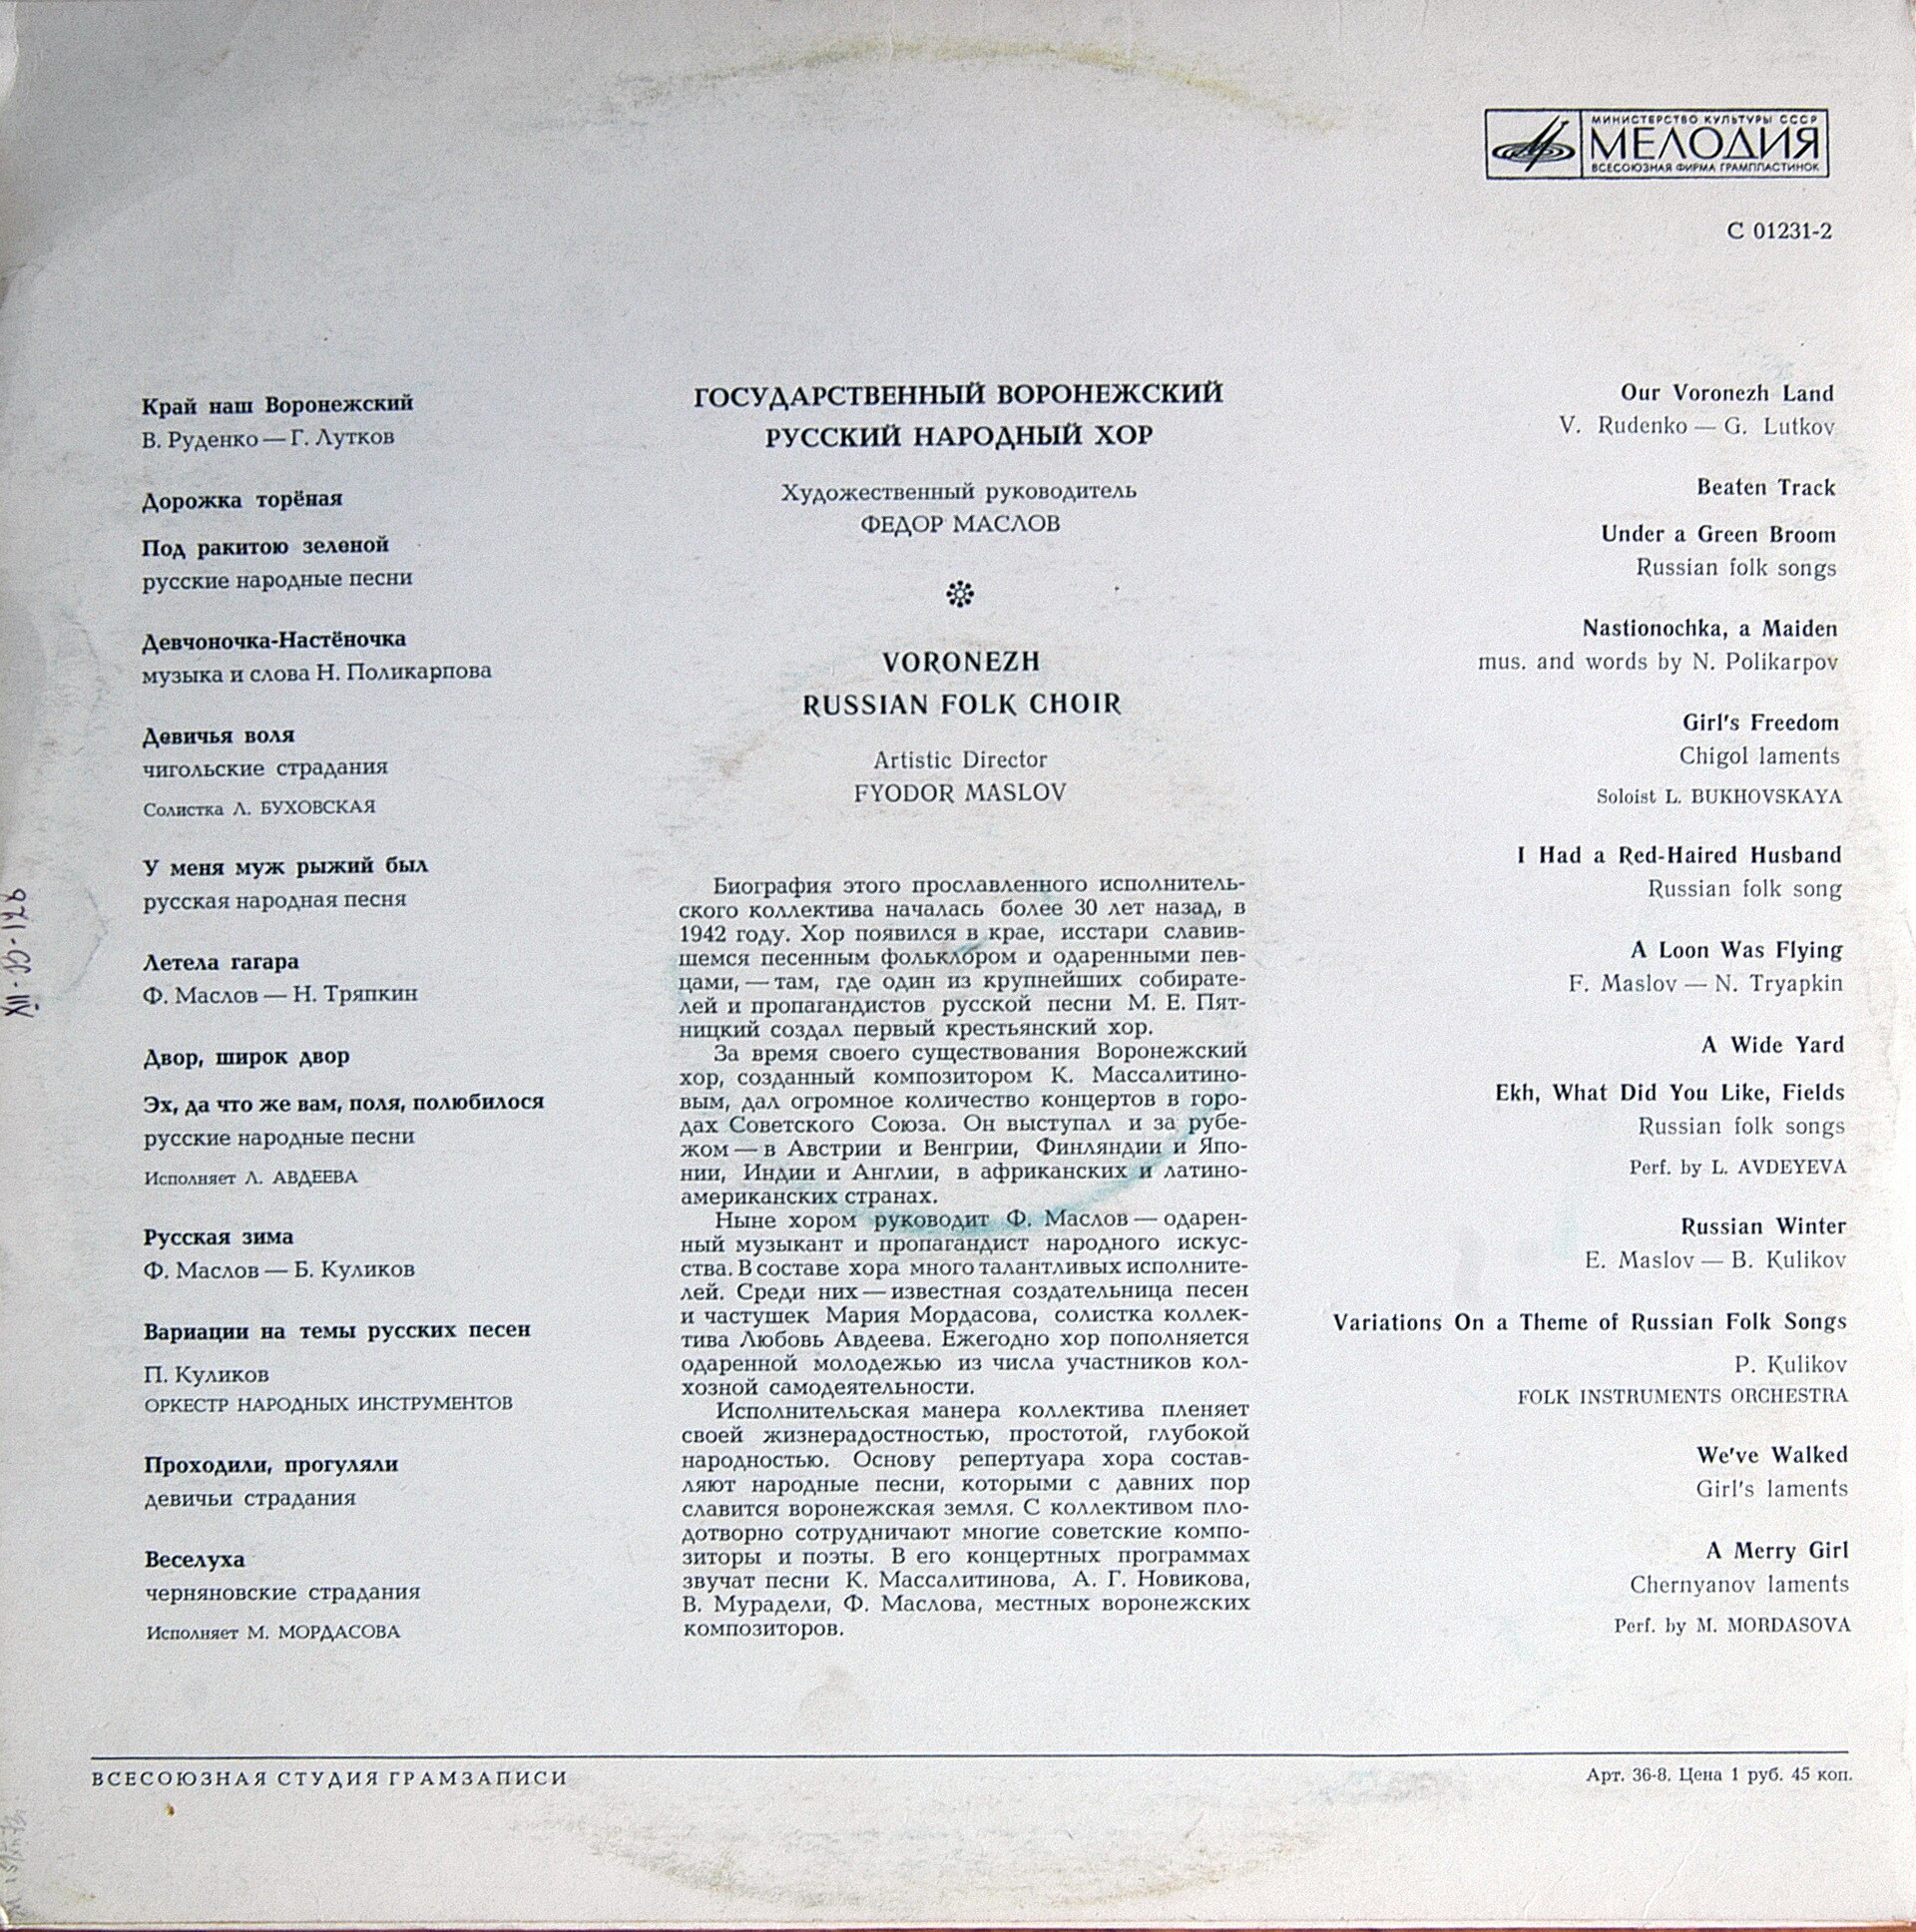 МИНИСТЕРСТВО КУЛЬТУРЫ СССР
МЕЛОДИЯ
ВСЕСОЮЗНАЯ ФИРМА ГРАМПЛАСТИНОК
С 01231-2
Край наш Воронежский
В. Руденко — Г. Лутков
Дорожка торёная
Под ракитою зеленой
русские народные песни
Девчоночка-Настёночка
музыка и слова Н. Поликарпова
Девичья воля
чигольские страдания
Солистка Л. БУХОВСКАЯ
У меня муж рыжий был
русская народная песня
Летела гагара
Ф. Маслов — Н. Тряпкин
Двор, широк двор
Эх, да что же вам, поля, полюбилося
русские народные песни
Исполняет Л. АВДЕЕВА
Русская зима
Ф. Маслов — Б. Куликов
Вариации на темы русских песен
П. Куликов
ОРКЕСТР НАРОДНЫХ ИНСТРУМЕНТОВ
Проходили, прогуляли
девичьи страдания
Веселуха
черняновские страдания
Исполняет М. МОРДАСОВА
ГОСУДАРСТВЕННЫЙ ВОРОНЕЖСКИЙ
РУССКИЙ НАРОДНЫЙ ХОР
Художественный руководитель
ФЕДОР МАСЛОВ
VORONEZH
RUSSIAN FOLK CHOIR
Artistic Director
FYODOR MASLOV
Биография этого прославленного исполнитель-
ского коллектива началась более 30 лет назад, в
1942 году. Хор появился в крае, исстари славив-
шемся песенным фольклором и одаренными пев-
цами, — там, где один из крупнейших собирате-
лей и пропагандистов русской песни М. Е. Пят-
ницкий создал первый крестьянский хор.
За время своего существования Воронежский
хор, созданный композитором К. Массалитино-
вым, дал огромное количество концертов в горо-
дах Советского Союза. Он выступал и за рубе-
жом — в Австрии и Венгрии, Финляндии и Япо-
нии, Индии и Англии, в африканских и латино-
американских странах.
Ныне хором руководит Ф. Маслов — одарен-
ный музыкант и пропагандист народного искус-
ства. В составе хора много талантливых исполните-
лей. Среди них — известная создательница песен
и частушек Мария Мордасова, солистка коллек-
тива Любовь Авдеева. Ежегодно хор пополняется
одаренной молодежью из числа участников кол-
хозной самодеятельности.
Исполнительская манера коллектива пленяет
своей жизнерадостностью, простотой, глубокой
народностью. Основу репертуара хора состав-
ляют народные песни, которыми с давних пор
славится воронежская земля. С коллективом пло-
дотворно сотрудничают многие советские компо-
зиторы и поэты. В его концертных программах
звучат песни К. Массалитинова, А. Г. Новикова,
В. Мурадели, Ф. Маслова, местных воронежских
композиторов.
Our Voronezh Land
V. Rudenko — G. Lutkov
Beaten Track
Under a Green Broom
Russian folk songs
Nastionochka, a Maiden
mus. and words by N. Polikarpov
Girl's Freedom
Chigol laments
Soloist L. BUKHOVSKAYA
I Had a Red-Haired Husband
Russian folk song
A Loon Was Flying
F. Maslov — N. Tryapkin
A Wide Yard
Ekh, What Did You Like, Fields
Russian folk songs
Perf. by L. AVDEYEVA
Russian Winter
E. Maslov — B. Kulikov
Variations On a Theme of Russian Folk Songs
P. Kulikov
FOLK INSTRUMENTS ORCHESTRA
We've Walked
Girl's laments
A Merry Girl
Chernyanov laments
Perf. by M. MORDASOVA
ВСЕСОЮЗНАЯ СТУДИЯ ГРАМЗАПИСИ
Арт. 36-8. Цена 1 руб. 45 коп.